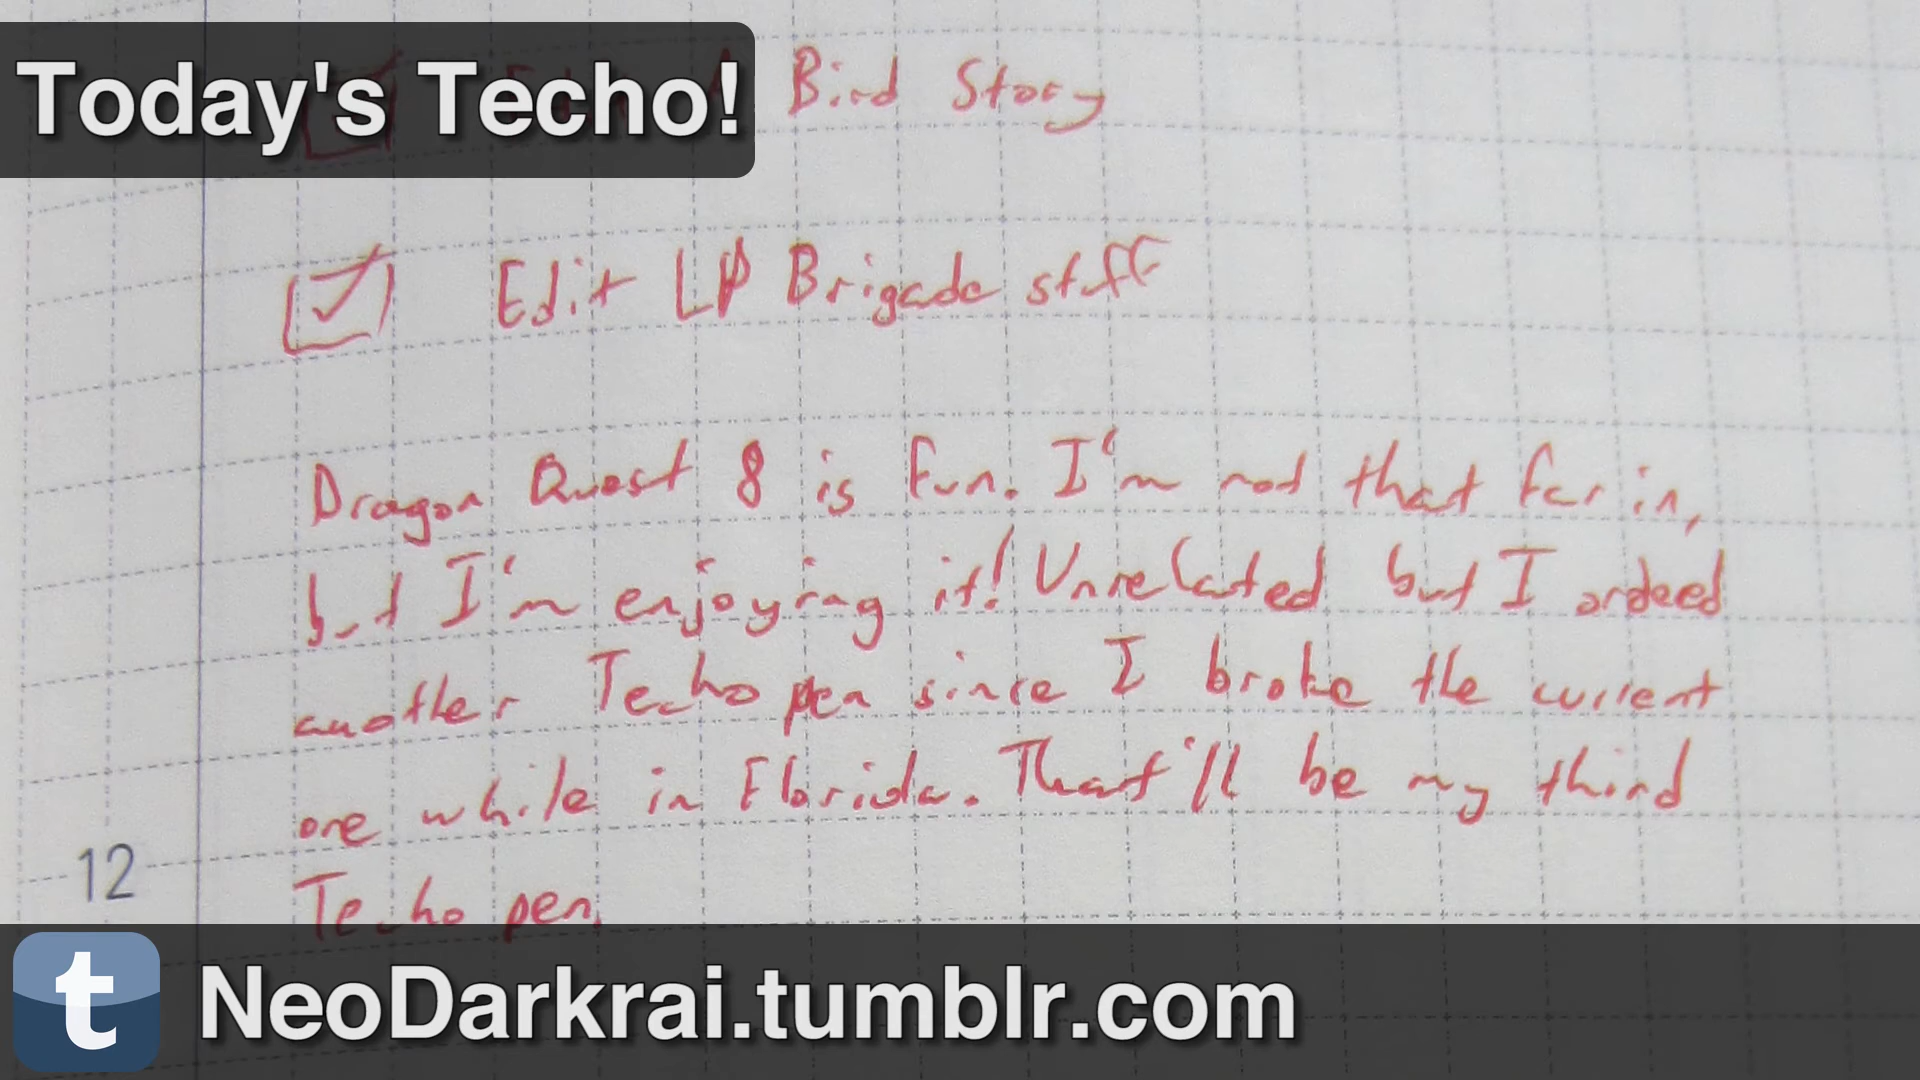 Today's Techo!
Bird Story
Edit LP Brigade stuff
Dragon Quest 8 is fun. I'm not that far in,
but I'm enjoying it! Unrelated but I ordeed
another Techo pen since I broke the current
one while in Florida. That'll be my third
Techo pen.
12
t NeoDarkrai.tumblr.com